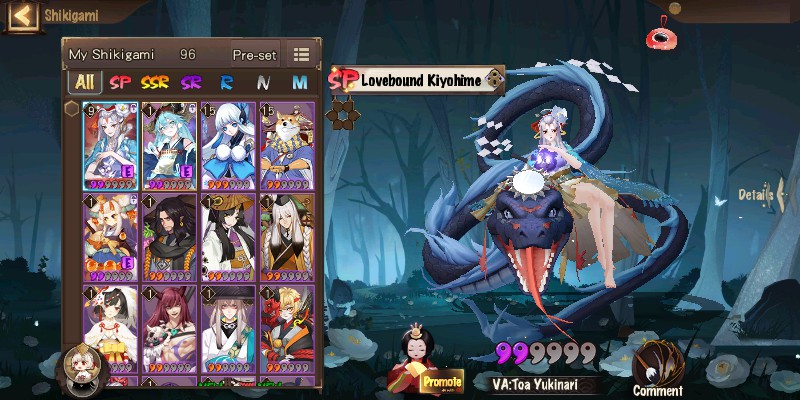 Shikigami
My Shikigami 96 Pre-set
All SP SSR SR R N M
SP Lovebound Kiyohime
Details
Promote
VA:Toa Yukinari
Comment